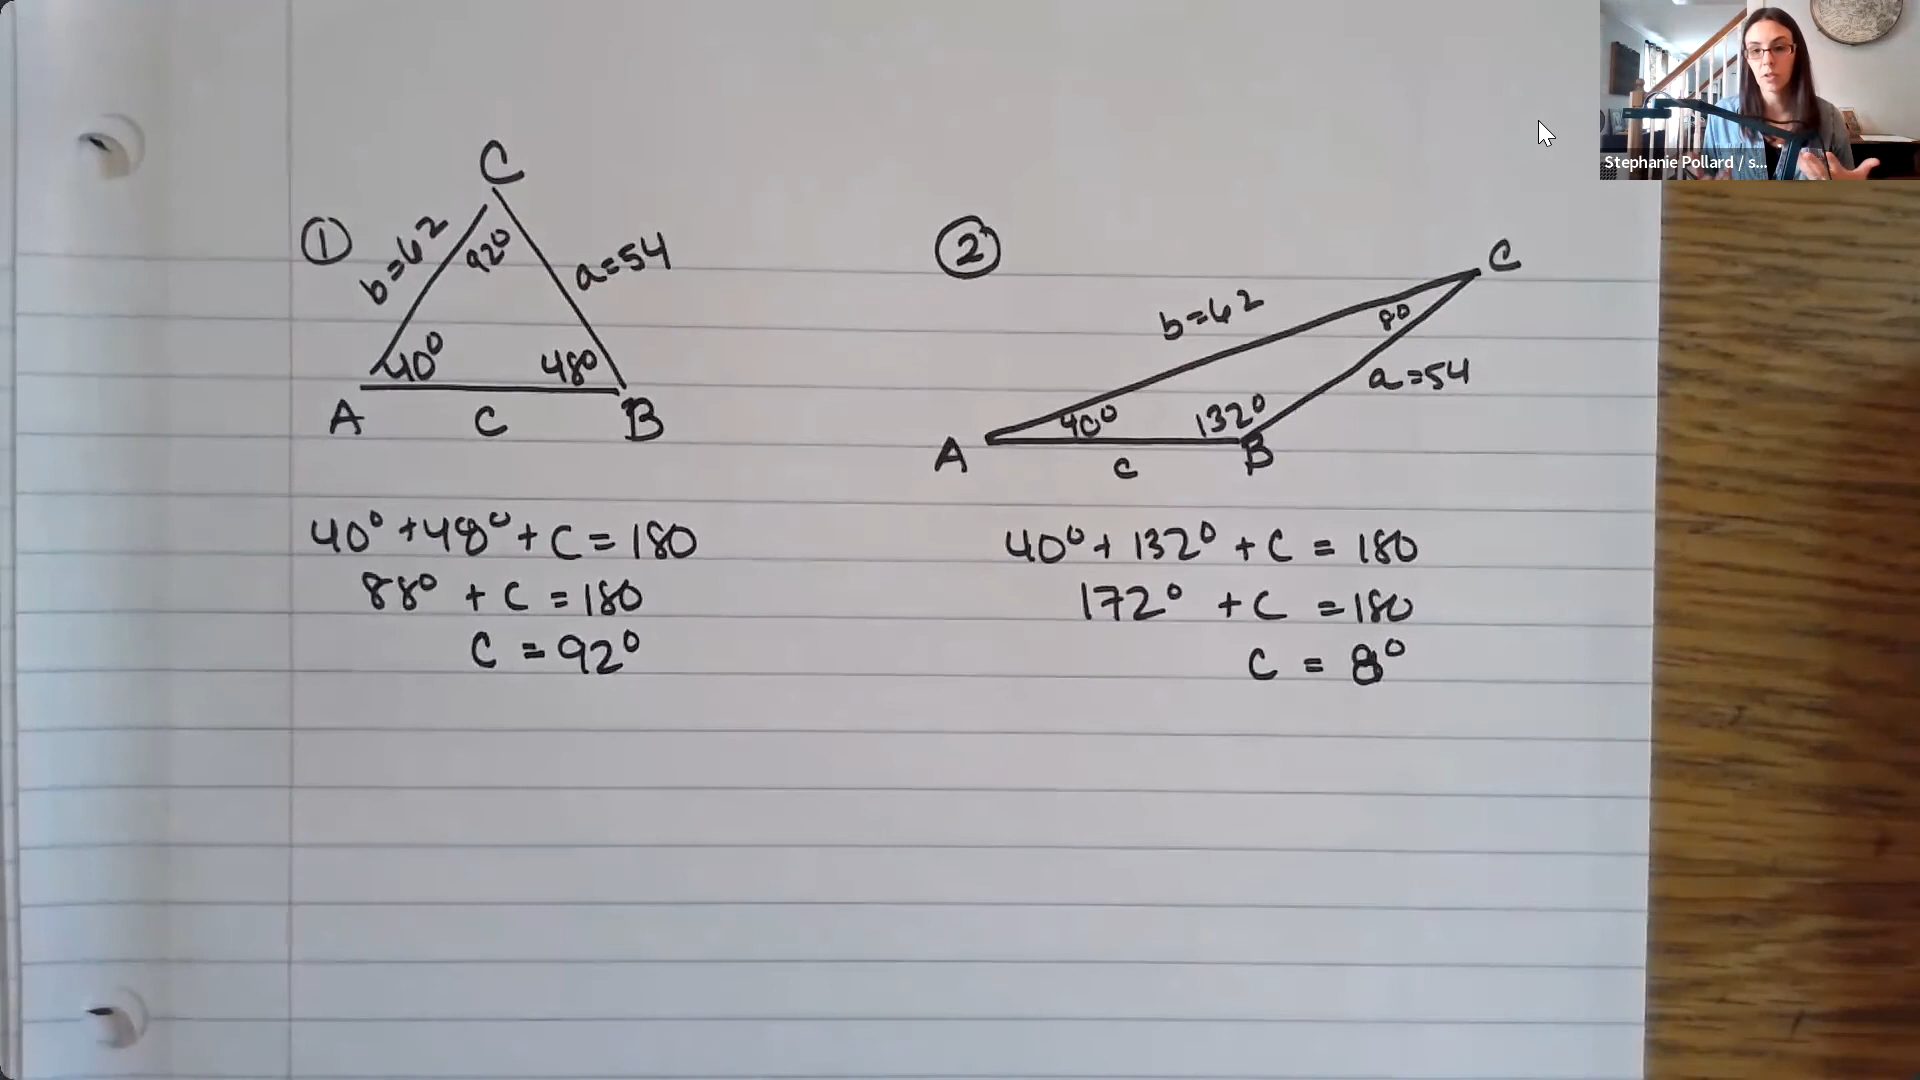 Stephanie Pollard / s...
①
C
b=62
92°
a=54
40°
48°
A
c
B
40° + 48° + C = 180
88° + C = 180
C = 92°
②
C
b=62
8°
a=54
40°
132°
A
c
B
40° + 132° + C = 180
172° + C = 180
C = 8°